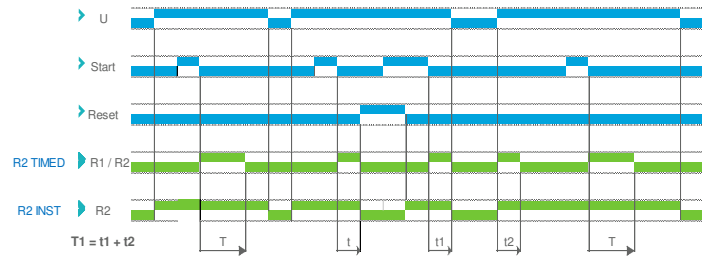 U
Start
Reset
R2 TIMED R1 / R2
R2 INST R2
T1 = t1 + t2 T t t1 t2 T